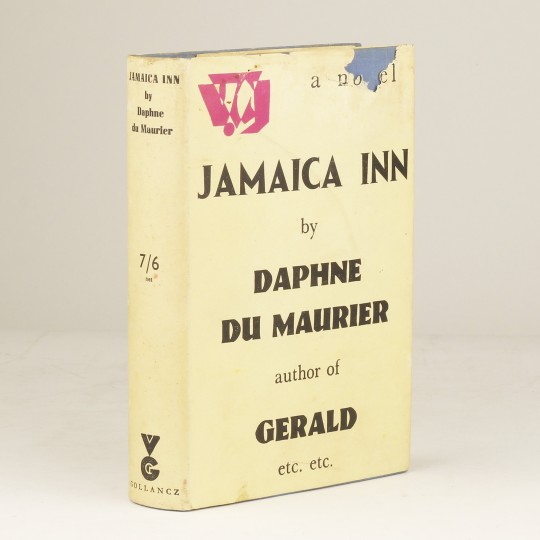 JAMAICA INN
by
Daphne
du Maurier
7/6
NET
VG
GOLLANCZ
a novel
JAMAICA INN
by
DAPHNE
DU MAURIER
author of
GERALD
etc. etc.